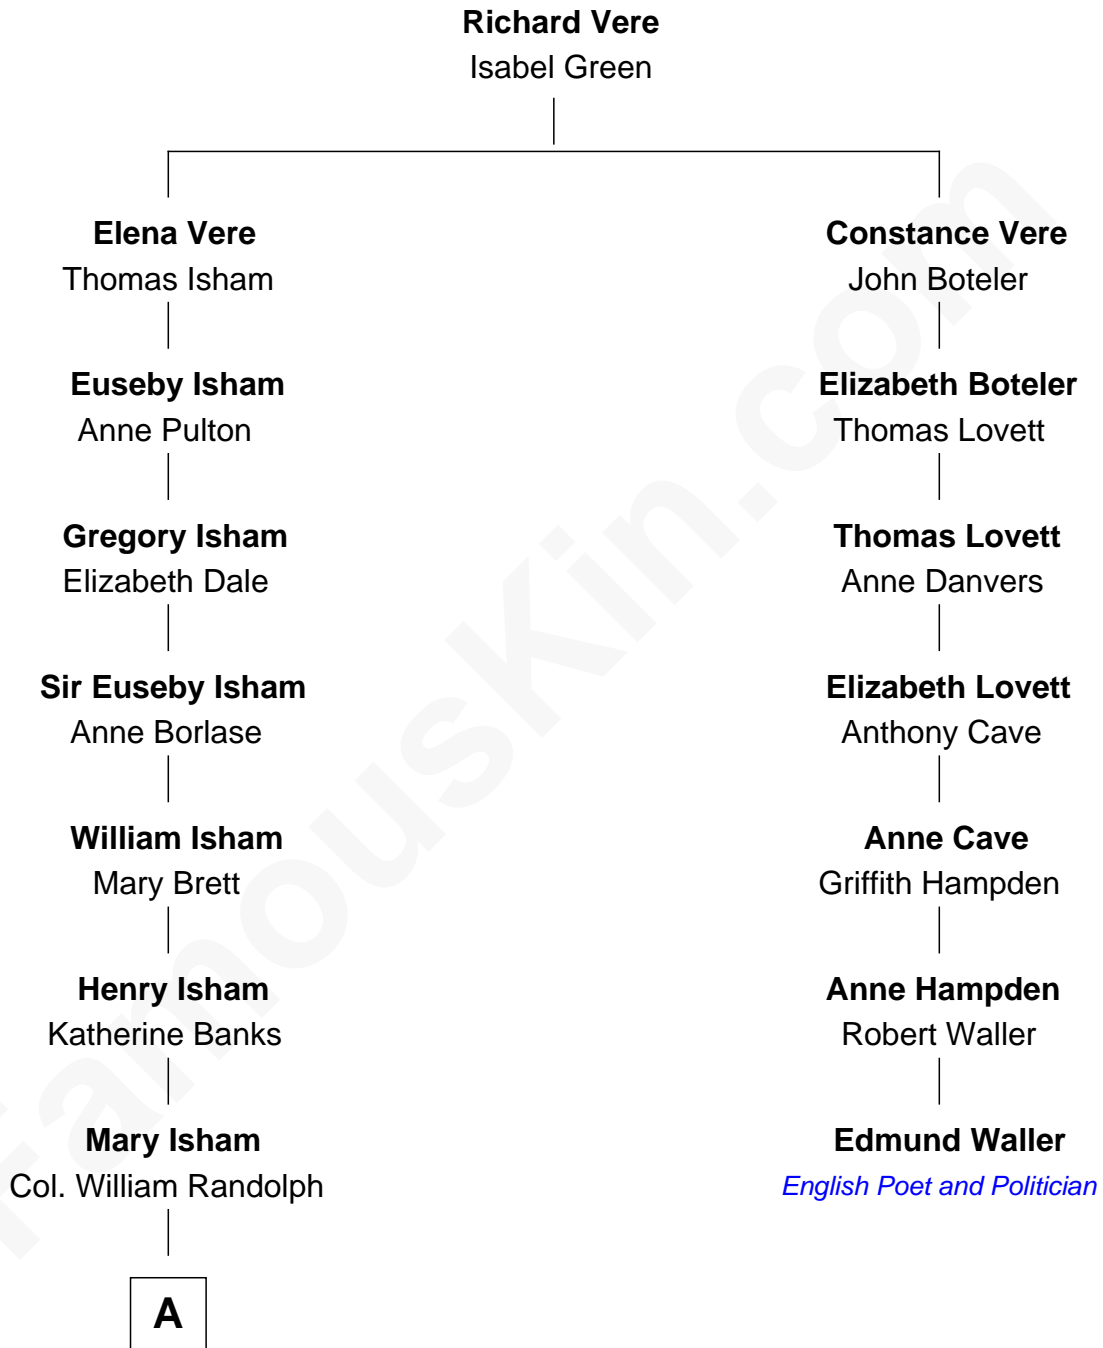 Richard Vere
Isabel Green
Elena Vere
Thomas Isham
Constance Vere
John Boteler
Euseby Isham
Anne Pulton
Elizabeth Boteler
Thomas Lovett
Gregory Isham
Elizabeth Dale
Thomas Lovett
Anne Danvers
Sir Euseby Isham
Anne Borlase
Elizabeth Lovett
Anthony Cave
William Isham
Mary Brett
Anne Cave
Griffith Hampden
Henry Isham
Katherine Banks
Anne Hampden
Robert Waller
Mary Isham
Col. William Randolph
Edmund Waller
English Poet and Politician
A
FamousKin.com